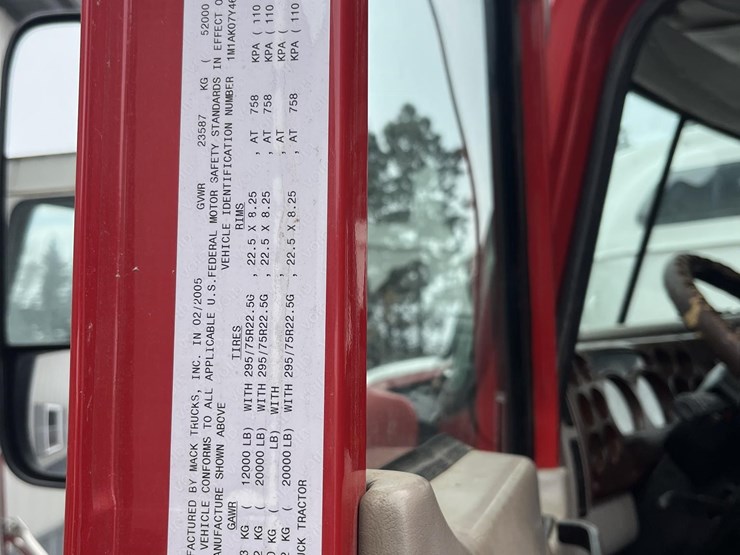 FACTURED BY MACK TRUCKS, INC. IN 02/2005 GVWR 23587 KG ( 52000
VEHICLE CONFORMS TO ALL APPLICABLE U.S.FEDERAL MOTOR SAFETY STANDARDS IN EFFECT O
ANUFACTURE SHOWN ABOVE VEHICLE IDENTIFICATION NUMBER 1M1AK07Y4
GAWR TIRES RIMS
3 KG ( 12000 LB) WITH 295/75R22.5G , 22.5 X 8.25 , AT 758 KPA ( 110
2 KG ( 20000 LB) WITH 295/75R22.5G , 22.5 X 8.25 , AT 758 KPA ( 110
0 KG ( LB) WITH , , AT KPA (
2 KG ( 20000 LB) WITH 295/75R22.5G , 22.5 X 8.25 , AT 758 KPA ( 110
CK TRACTOR